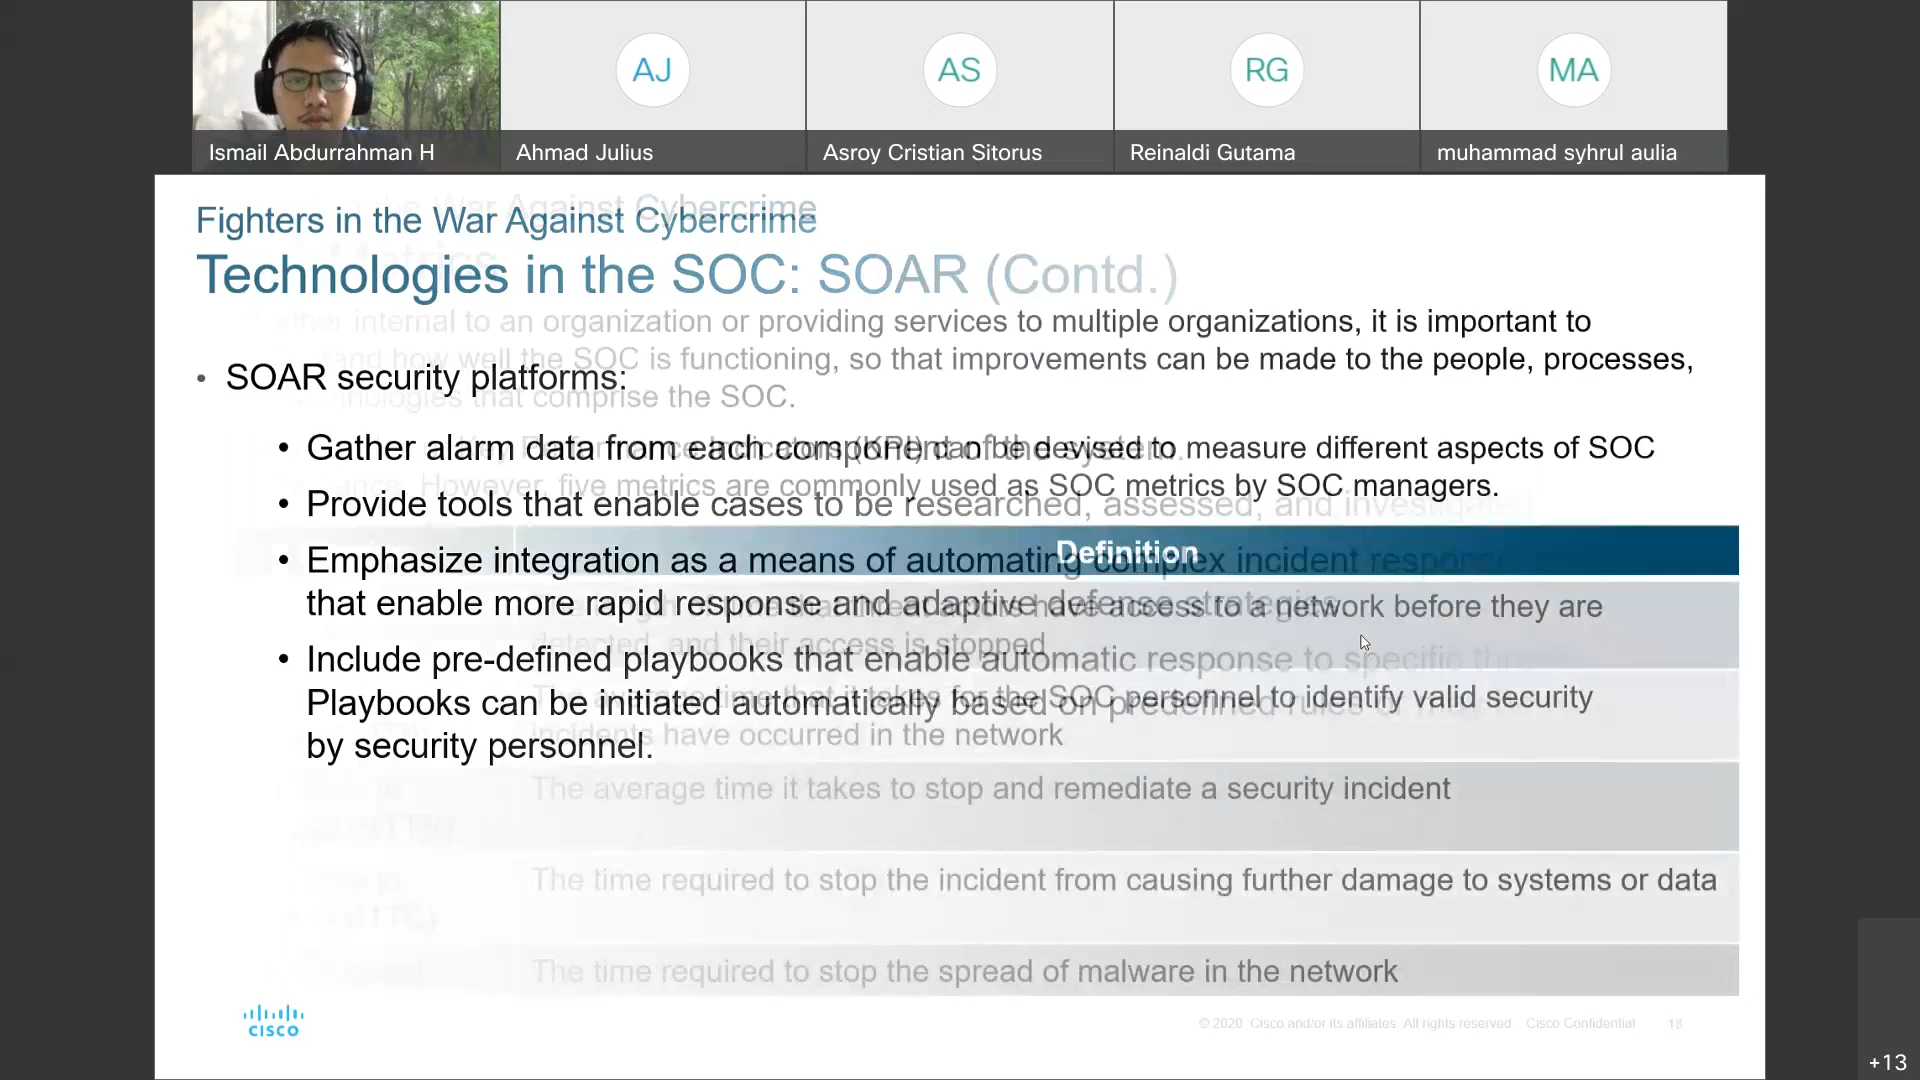 AJ
AS
RG
MA
Ismail Abdurrahman H
Ahmad Julius
Asroy Cristian Sitorus
Reinaldi Gutama
muhammad syhrul aulia
War Against Cybercrime
Fighters in the War Against Cybercrime
Metrics
Technologies in the SOC: SOAR (Contd.)
internal to an organization or providing services to multiple organizations, it is important to
and how well the SOC is functioning, so that improvements can be made to the people, processes,
• SOAR security platforms:
that comprise the SOC.
• Gather alarm data from each component of the system.
(KPI) can be devised to measure different aspects of SOC
However, five metrics are commonly used as SOC metrics by SOC managers.
• Provide tools that enable cases to be researched, assessed, and investigated
Definition
• Emphasize integration as a means of automating complex incident response
that enable more rapid response and adaptive defense strategies.
have access to a network before they are
detected, and their access is stopped
• Include pre-defined playbooks that enable automatic response to specific
The average time that it takes for the SOC personnel to identify valid security
Playbooks can be initiated automatically based on predefined rules
incidents have occurred in the network
by security personnel.
The average time it takes to stop and remediate a security incident
The time required to stop the incident from causing further damage to systems or data
The time required to stop the spread of malware in the network
CISCO
© 2020 Cisco and/or its affiliates. All rights reserved. Cisco Confidential
+13